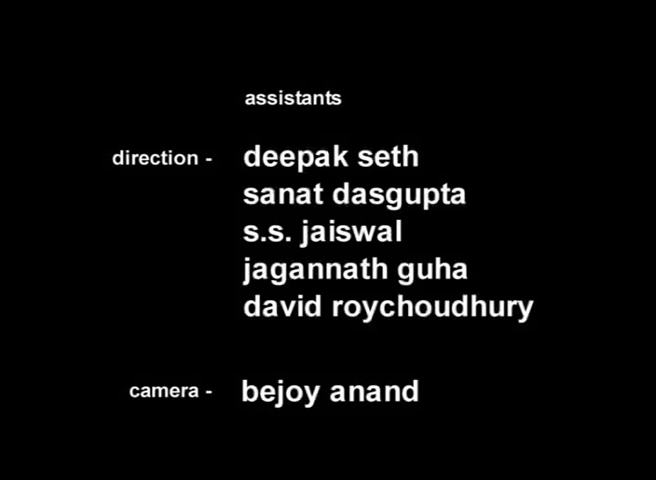 assistants
direction - deepak seth
sanat dasgupta
s.s. jaiswal
jagannath guha
david roychoudhury
camera - bejoy anand